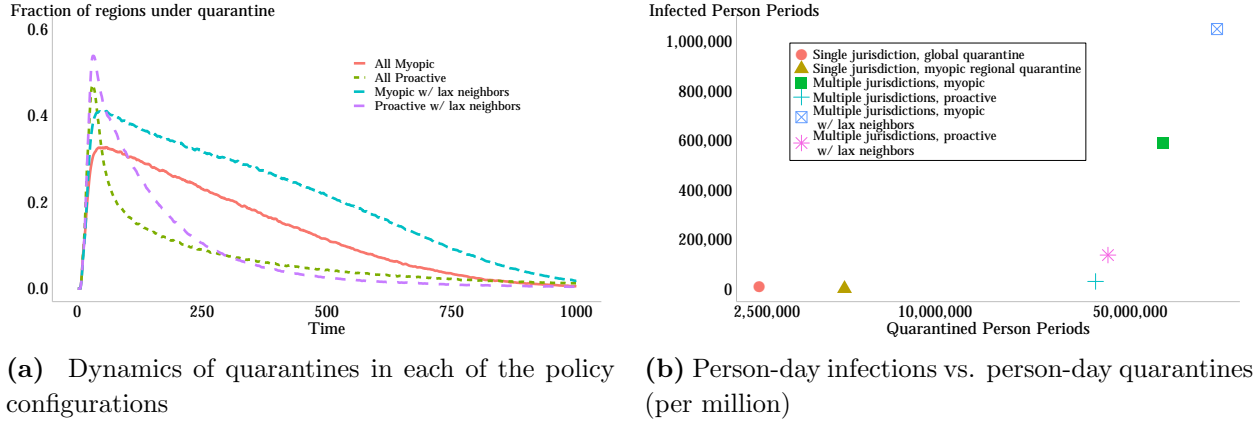 Fraction of regions under quarantine
0.6
0.4
0.2
0.0
All Myopic
All Proactive
Myopic w/ lax neighbors
Proactive w/ lax neighbors
0 250 500 750 1000
Time
(a) Dynamics of quarantines in each of the policy
configurations
Infected Person Periods
1,000,000
800,000
600,000
400,000
200,000
0
Single jurisdiction, global quarantine
Single jurisdiction, myopic regional quarantine
Multiple jurisdictions, myopic
Multiple jurisdictions, proactive
Multiple jurisdictions, myopic
w/ lax neighbors
Multiple jurisdictions, proactive
w/ lax neighbors
2,500,000 10,000,000 50,000,000
Quarantined Person Periods
(b) Person-day infections vs. person-day quarantines
(per million)